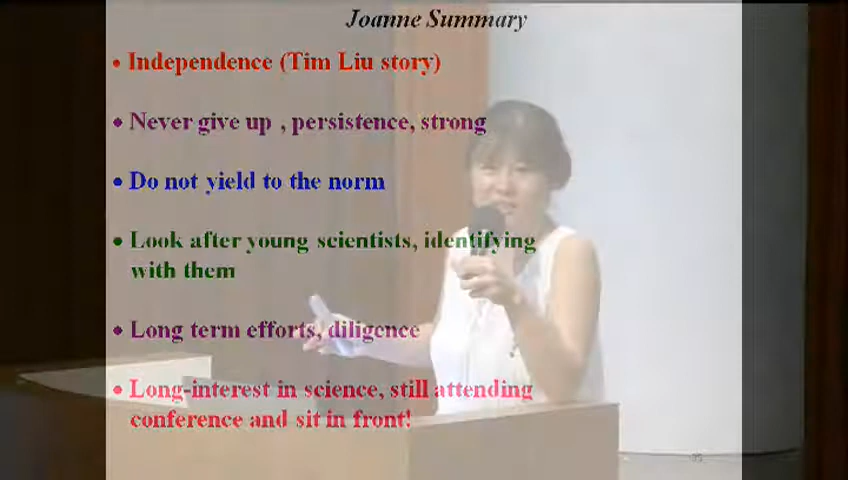 Joanne Summary
• Independence (Tim Liu story)
• Never give up , persistence, strong
• Do not yield to the norm
• Look after young scientists, identifying
with them
• Long term efforts, diligence
• Long-interest in science, still attending
conference and sit in front!